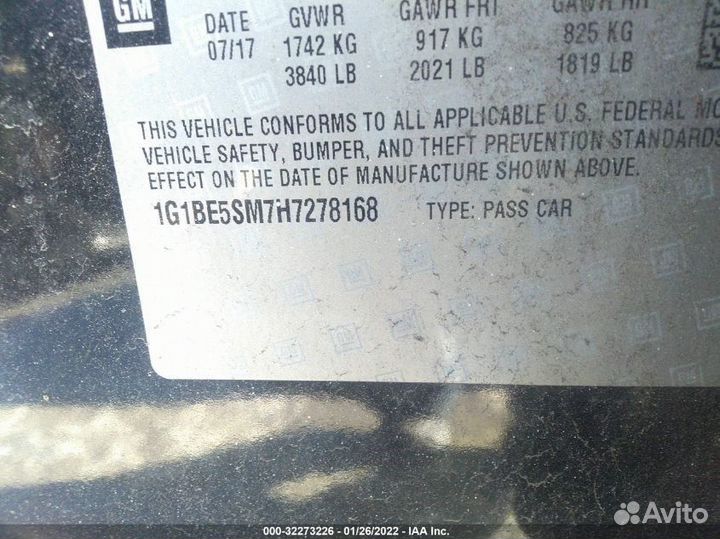 GM
DATE GVWR GAWR FRT GAWR RR
07/17 1742 KG 917 KG 825 KG
3840 LB 2021 LB 1819 LB
THIS VEHICLE CONFORMS TO ALL APPLICABLE U.S. FEDERAL MO
VEHICLE SAFETY, BUMPER, AND THEFT PREVENTION STANDARDS
EFFECT ON THE DATE OF MANUFACTURE SHOWN ABOVE.
1G1BE5SM7H7278168 TYPE: PASS CAR
000-32273226 - 01/26/2022 - IAA Inc.
Avito